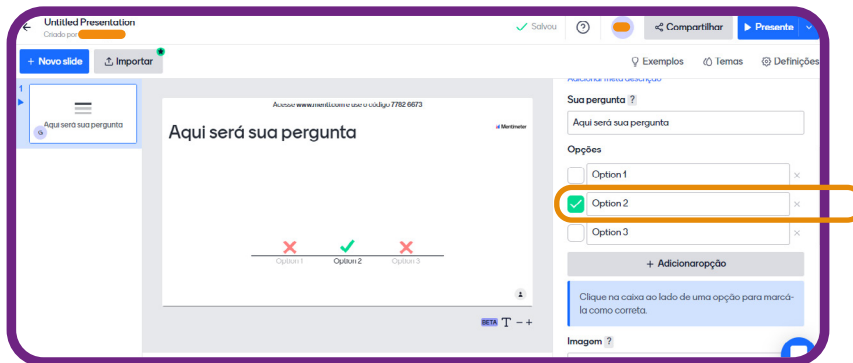 Untitled Presentation
Criado por
Salvou
?
Compartilhar
Presente
+ Novo slide
Importar
Exemplos
Temas
Definições
1
Aqui será sua pergunta
Acesse www.menti.com e use o código 7782 6673
Aqui será sua pergunta
Mentimeter
Option 1
Option 2
Option 3
BETA T - +
Adicionar meta descrição
Sua pergunta ?
Aqui será sua pergunta
Opções
Option 1
Option 2
Option 3
+ Adicionaropção
Clique na caixa ao lado de uma opção para marcá-
la como correta.
Imagem ?